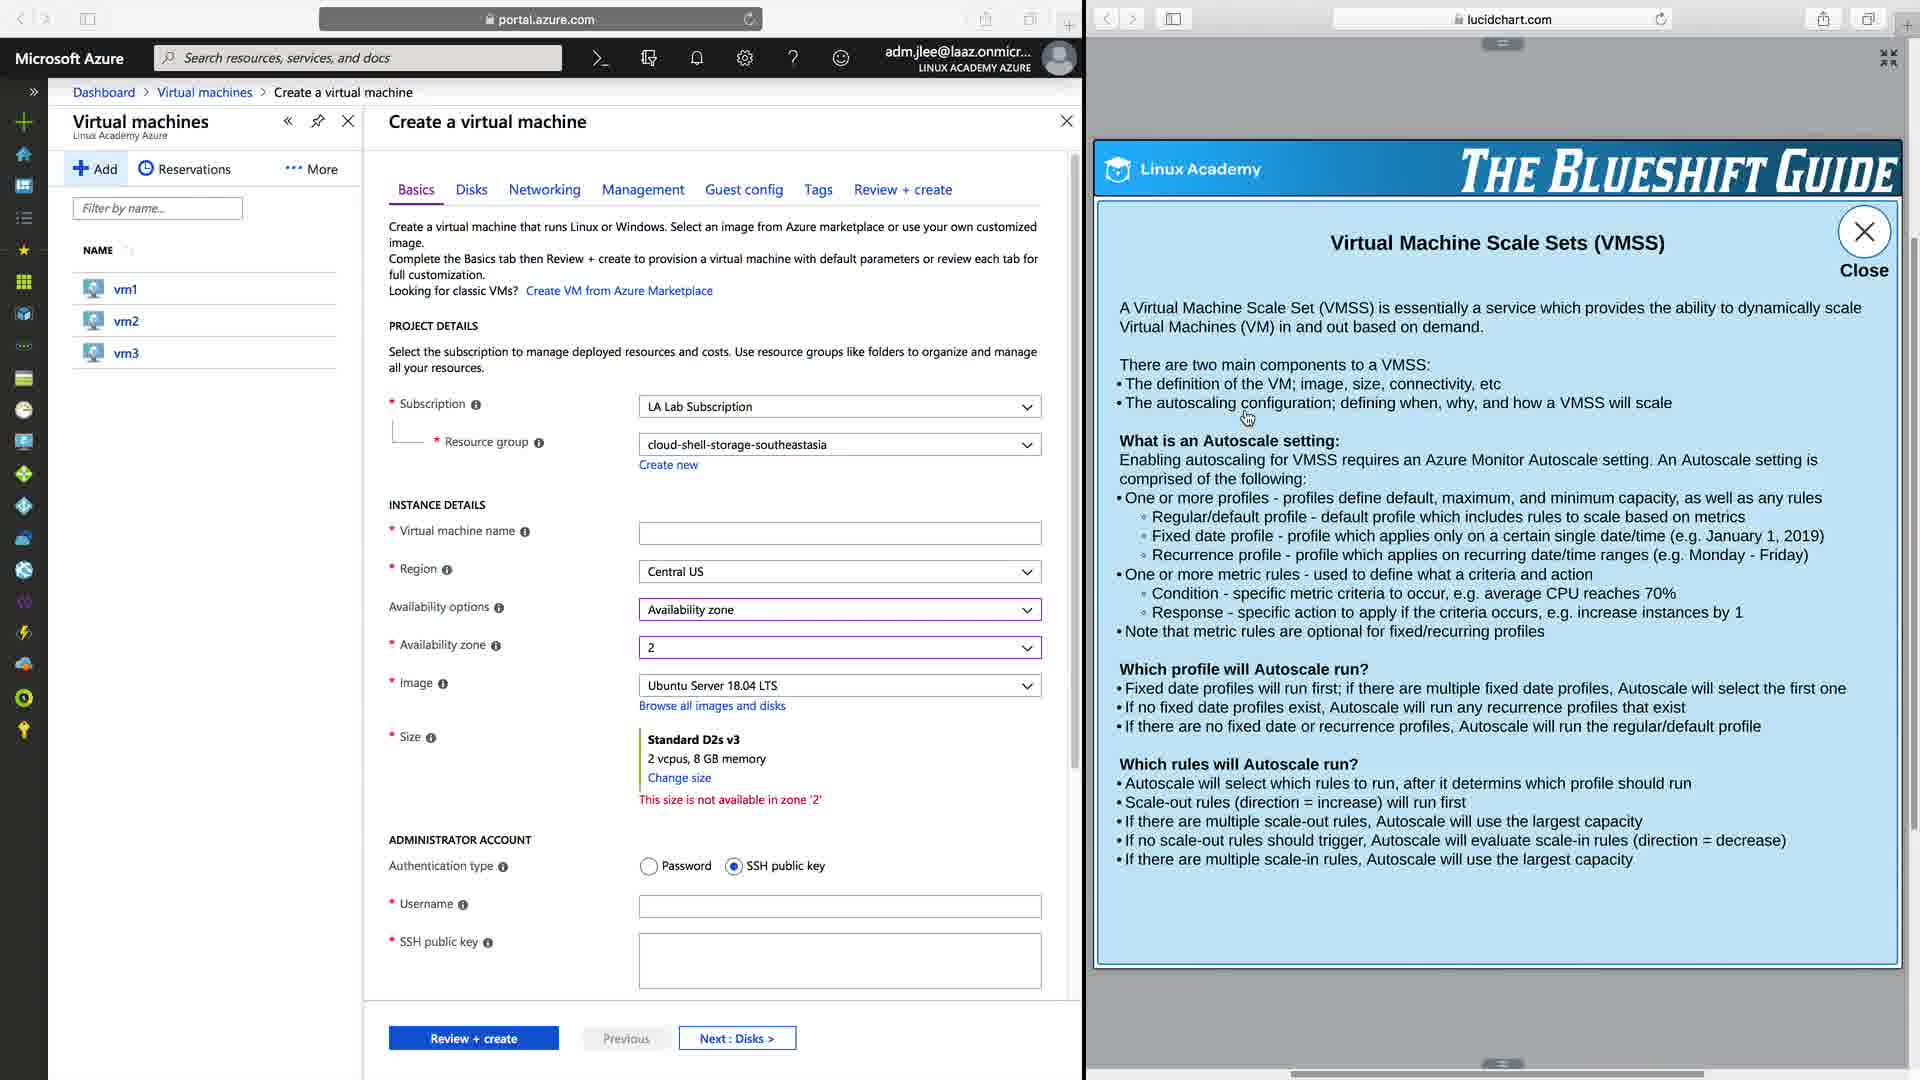 portal.azure.com
Microsoft Azure
Search resources, services, and docs
adm.jlee@laaz.onmicr...
LINUX ACADEMY AZURE
Dashboard > Virtual machines > Create a virtual machine
Virtual machines
Linux Academy Azure
Add
Reservations
More
Filter by name...
NAME
vm1
vm2
vm3
Create a virtual machine
Basics
Disks
Networking
Management
Guest config
Tags
Review + create
Create a virtual machine that runs Linux or Windows. Select an image from Azure marketplace or use your own customized
image.
Complete the Basics tab then Review + create to provision a virtual machine with default parameters or review each tab for
full customization.
Looking for classic VMs? Create VM from Azure Marketplace
PROJECT DETAILS
Select the subscription to manage deployed resources and costs. Use resource groups like folders to organize and manage
all your resources.
* Subscription
LA Lab Subscription
* Resource group
cloud-shell-storage-southeastasia
Create new
INSTANCE DETAILS
* Virtual machine name
* Region
Central US
Availability options
Availability zone
* Availability zone
2
* Image
Ubuntu Server 18.04 LTS
Browse all images and disks
* Size
Standard D2s v3
2 vcpus, 8 GB memory
Change size
This size is not available in zone '2'
ADMINISTRATOR ACCOUNT
Authentication type
Password
SSH public key
* Username
* SSH public key
Review + create
Previous
Next : Disks >
lucidchart.com
Linux Academy
THE BLUESHIFT GUIDE
Virtual Machine Scale Sets (VMSS)
Close
A Virtual Machine Scale Set (VMSS) is essentially a service which provides the ability to dynamically scale
Virtual Machines (VM) in and out based on demand.
There are two main components to a VMSS:
• The definition of the VM; image, size, connectivity, etc
• The autoscaling configuration; defining when, why, and how a VMSS will scale
What is an Autoscale setting:
Enabling autoscaling for VMSS requires an Azure Monitor Autoscale setting. An Autoscale setting is
comprised of the following:
• One or more profiles - profiles define default, maximum, and minimum capacity, as well as any rules
◦ Regular/default profile - default profile which includes rules to scale based on metrics
◦ Fixed date profile - profile which applies only on a certain single date/time (e.g. January 1, 2019)
◦ Recurrence profile - profile which applies on recurring date/time ranges (e.g. Monday - Friday)
• One or more metric rules - used to define what a criteria and action
◦ Condition - specific metric criteria to occur, e.g. average CPU reaches 70%
◦ Response - specific action to apply if the criteria occurs, e.g. increase instances by 1
• Note that metric rules are optional for fixed/recurring profiles
Which profile will Autoscale run?
• Fixed date profiles will run first; if there are multiple fixed date profiles, Autoscale will select the first one
• If no fixed date profiles exist, Autoscale will run any recurrence profiles that exist
• If there are no fixed date or recurrence profiles, Autoscale will run the regular/default profile
Which rules will Autoscale run?
• Autoscale will select which rules to run, after it determins which profile should run
• Scale-out rules (direction = increase) will run first
• If there are multiple scale-out rules, Autoscale will use the largest capacity
• If no scale-out rules should trigger, Autoscale will evaluate scale-in rules (direction = decrease)
• If there are multiple scale-in rules, Autoscale will use the largest capacity